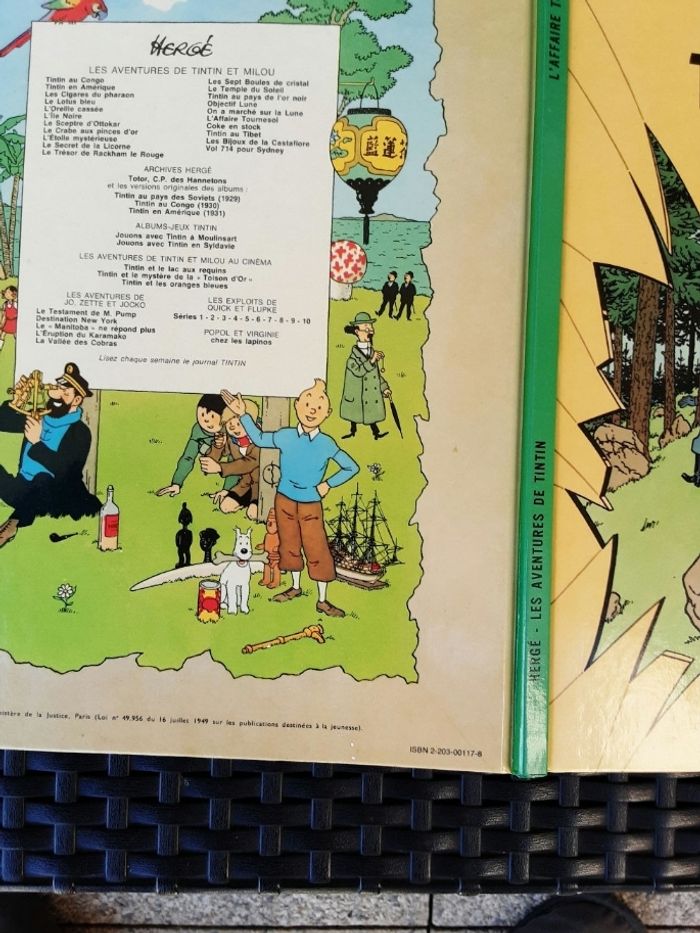 HERGÉ
LES AVENTURES DE TINTIN ET MILOU
Tintin au Congo
Tintin en Amérique
Les Cigares du pharaon
Le Lotus bleu
L'Oreille cassée
L'Île Noire
Le Sceptre d'Ottokar
Le Crabe aux pinces d'or
L'Étoile mystérieuse
Le Secret de la Licorne
Le Trésor de Rackham le Rouge
Les Sept Boules de cristal
Le Temple du Soleil
Tintin au pays de l'or noir
Objectif Lune
On a marché sur la Lune
L'Affaire Tournesol
Coke en stock
Tintin au Tibet
Les Bijoux de la Castafiore
Vol 714 pour Sydney
ARCHIVES HERGÉ
Totor, C.P. des Hannetons
et les versions originales des albums :
Tintin au pays des Soviets (1929)
Tintin au Congo (1930)
Tintin en Amérique (1931)
ALBUMS-JEUX TINTIN
Jouons avec Tintin à Moulinsart
Jouons avec Tintin en Syldavie
LES AVENTURES DE TINTIN ET MILOU AU CINÉMA
Tintin et le lac aux requins
Tintin et le mystère de la « Toison d'Or »
Tintin et les oranges bleues
LES AVENTURES DE
JO, ZETTE ET JOCKO
Le Testament de M. Pump
Destination New York
Le « Manitoba » ne répond plus
L'Éruption du Karamako
La Vallée des Cobras
LES EXPLOITS DE
QUICK ET FLUPKE
Séries 1 - 2 - 3 - 4 - 5 - 6 - 7 - 8 - 9 - 10
POPOL ET VIRGINIE
chez les lapinos
Lisez chaque semaine le journal TINTIN
藍蓮
istère de la Justice, Paris (Loi n° 49.956 du 16 juillet 1949 sur les publications destinées à la jeunesse).
ISBN 2-203-00117-8
HERGÉ - LES AVENTURES DE TINTIN
L'AFFAIRE T